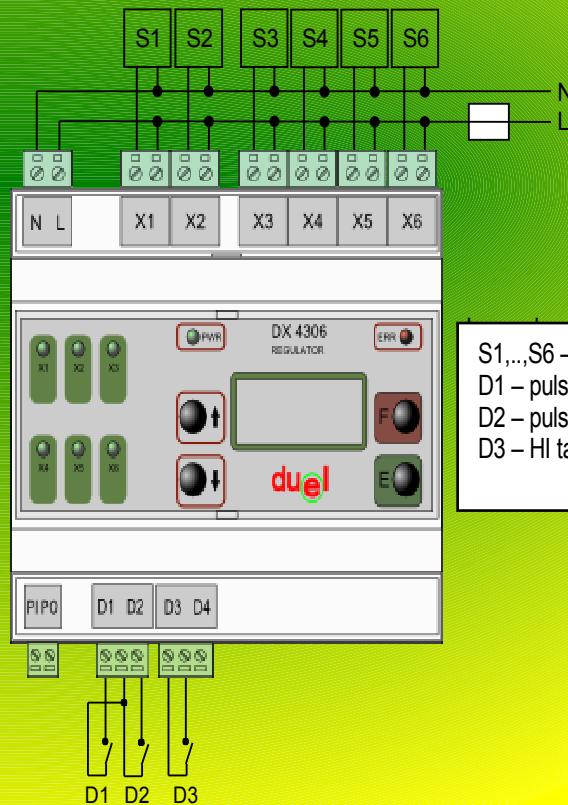 S1 S2 S3 S4 S5 S6
N
L
N L X1 X2 X3 X4 X5 X6
PWR
DX 4306
REGULATOR
ERR
X1 X2 X3
F
X4 X5 X6
duel
E
S1,..,S6 –
D1 – puls
D2 – puls
D3 – HI ta
PIPO D1 D2 D3 D4
D1 D2 D3